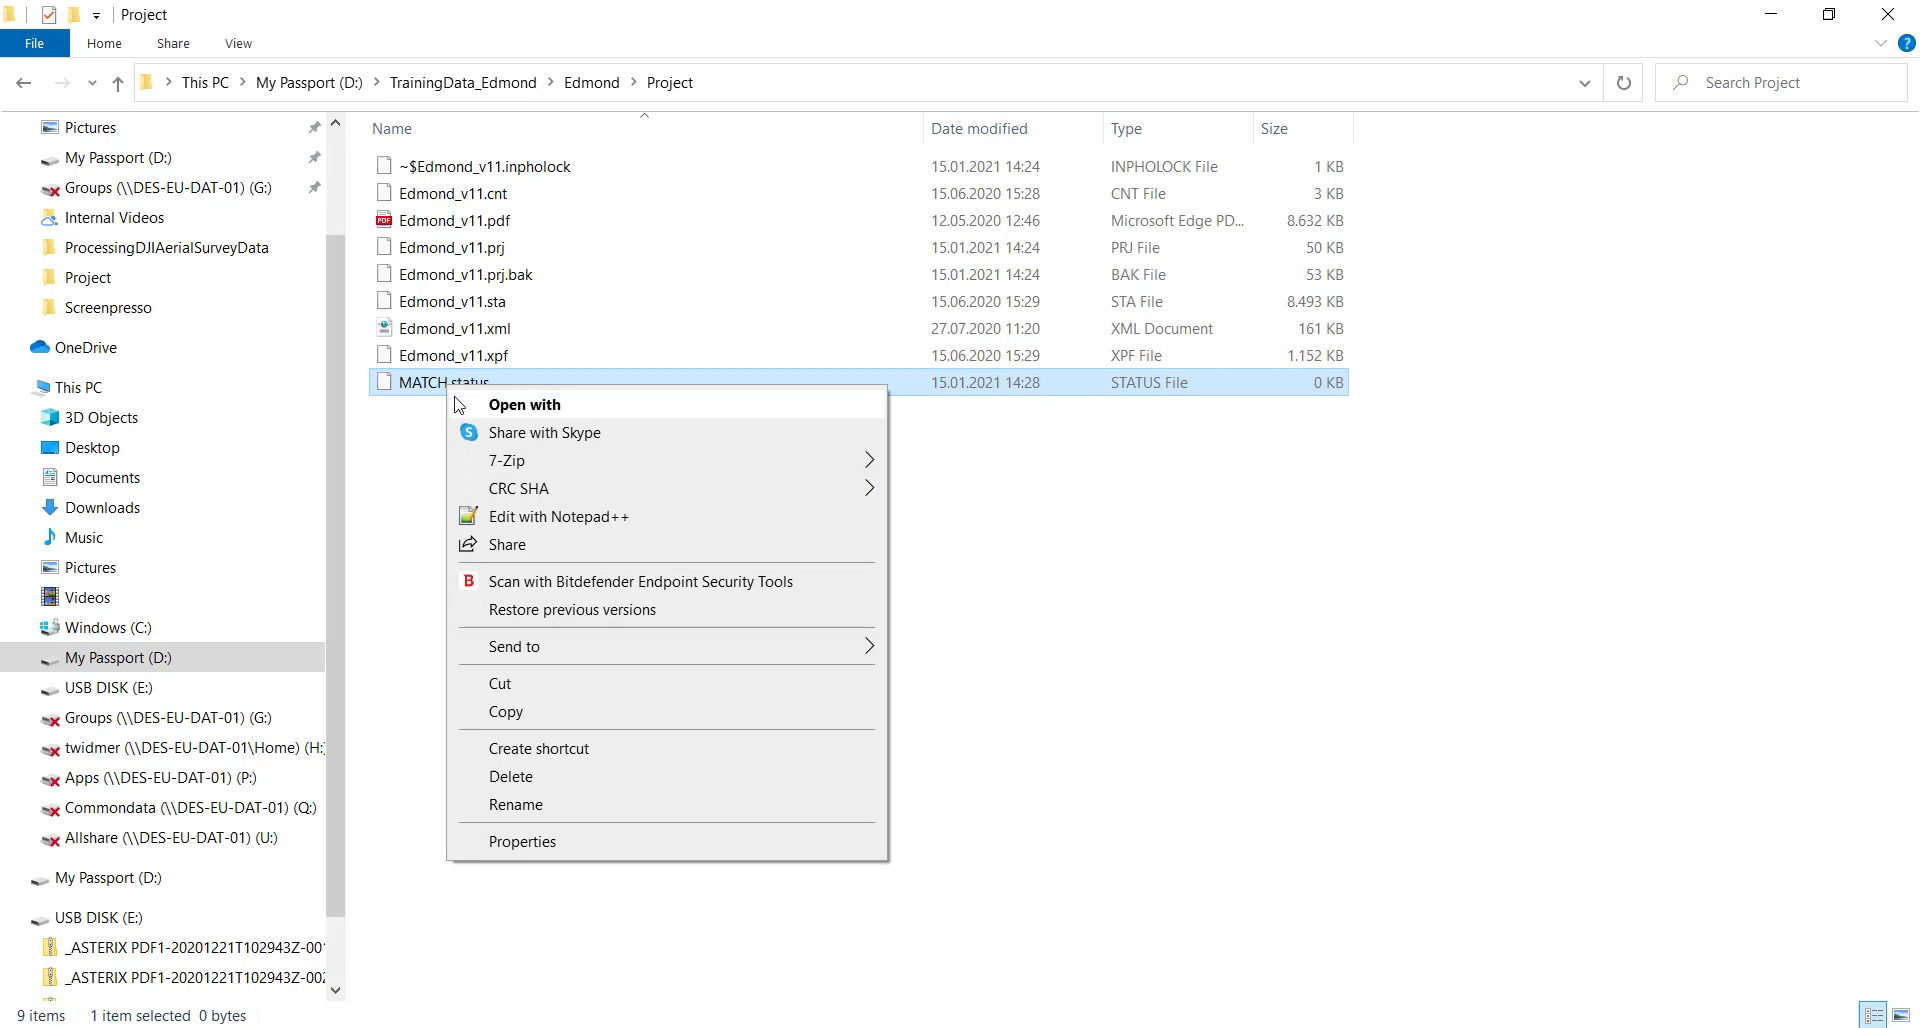 Project
File
Home
Share
View
This PC
My Passport (D:)
TrainingData_Edmond
Edmond
Project
Search Project
Pictures
My Passport (D:)
Groups (\\DES-EU-DAT-01) (G:)
Internal Videos
ProcessingDJIAerialSurveyData
Project
Screenpresso
OneDrive
This PC
3D Objects
Desktop
Documents
Downloads
Music
Pictures
Videos
Windows (C:)
My Passport (D:)
USB DISK (E:)
Groups (\\DES-EU-DAT-01) (G:)
twidmer (\\DES-EU-DAT-01\Home) (H:)
Apps (\\DES-EU-DAT-01) (P:)
Commondata (\\DES-EU-DAT-01) (Q:)
Allshare (\\DES-EU-DAT-01) (U:)
My Passport (D:)
USB DISK (E:)
_ASTERIX PDF1-20201221T102943Z-001
_ASTERIX PDF1-20201221T102943Z-002
Name Date modified Type Size
~$Edmond_v11.inpholock 15.01.2021 14:24 INPHOLOCK File 1 KB
Edmond_v11.cnt 15.06.2020 15:28 CNT File 3 KB
Edmond_v11.pdf 12.05.2020 12:46 Microsoft Edge PD... 8.632 KB
Edmond_v11.prj 15.01.2021 14:24 PRJ File 50 KB
Edmond_v11.prj.bak 15.01.2021 14:24 BAK File 53 KB
Edmond_v11.sta 15.06.2020 15:29 STA File 8.493 KB
Edmond_v11.xml 27.07.2020 11:20 XML Document 161 KB
Edmond_v11.xpf 15.06.2020 15:29 XPF File 1.152 KB
MATCH.status 15.01.2021 14:28 STATUS File 0 KB
Open with
Share with Skype
7-Zip
CRC SHA
Edit with Notepad++
Share
Scan with Bitdefender Endpoint Security Tools
Restore previous versions
Send to
Cut
Copy
Create shortcut
Delete
Rename
Properties
9 items 1 item selected 0 bytes